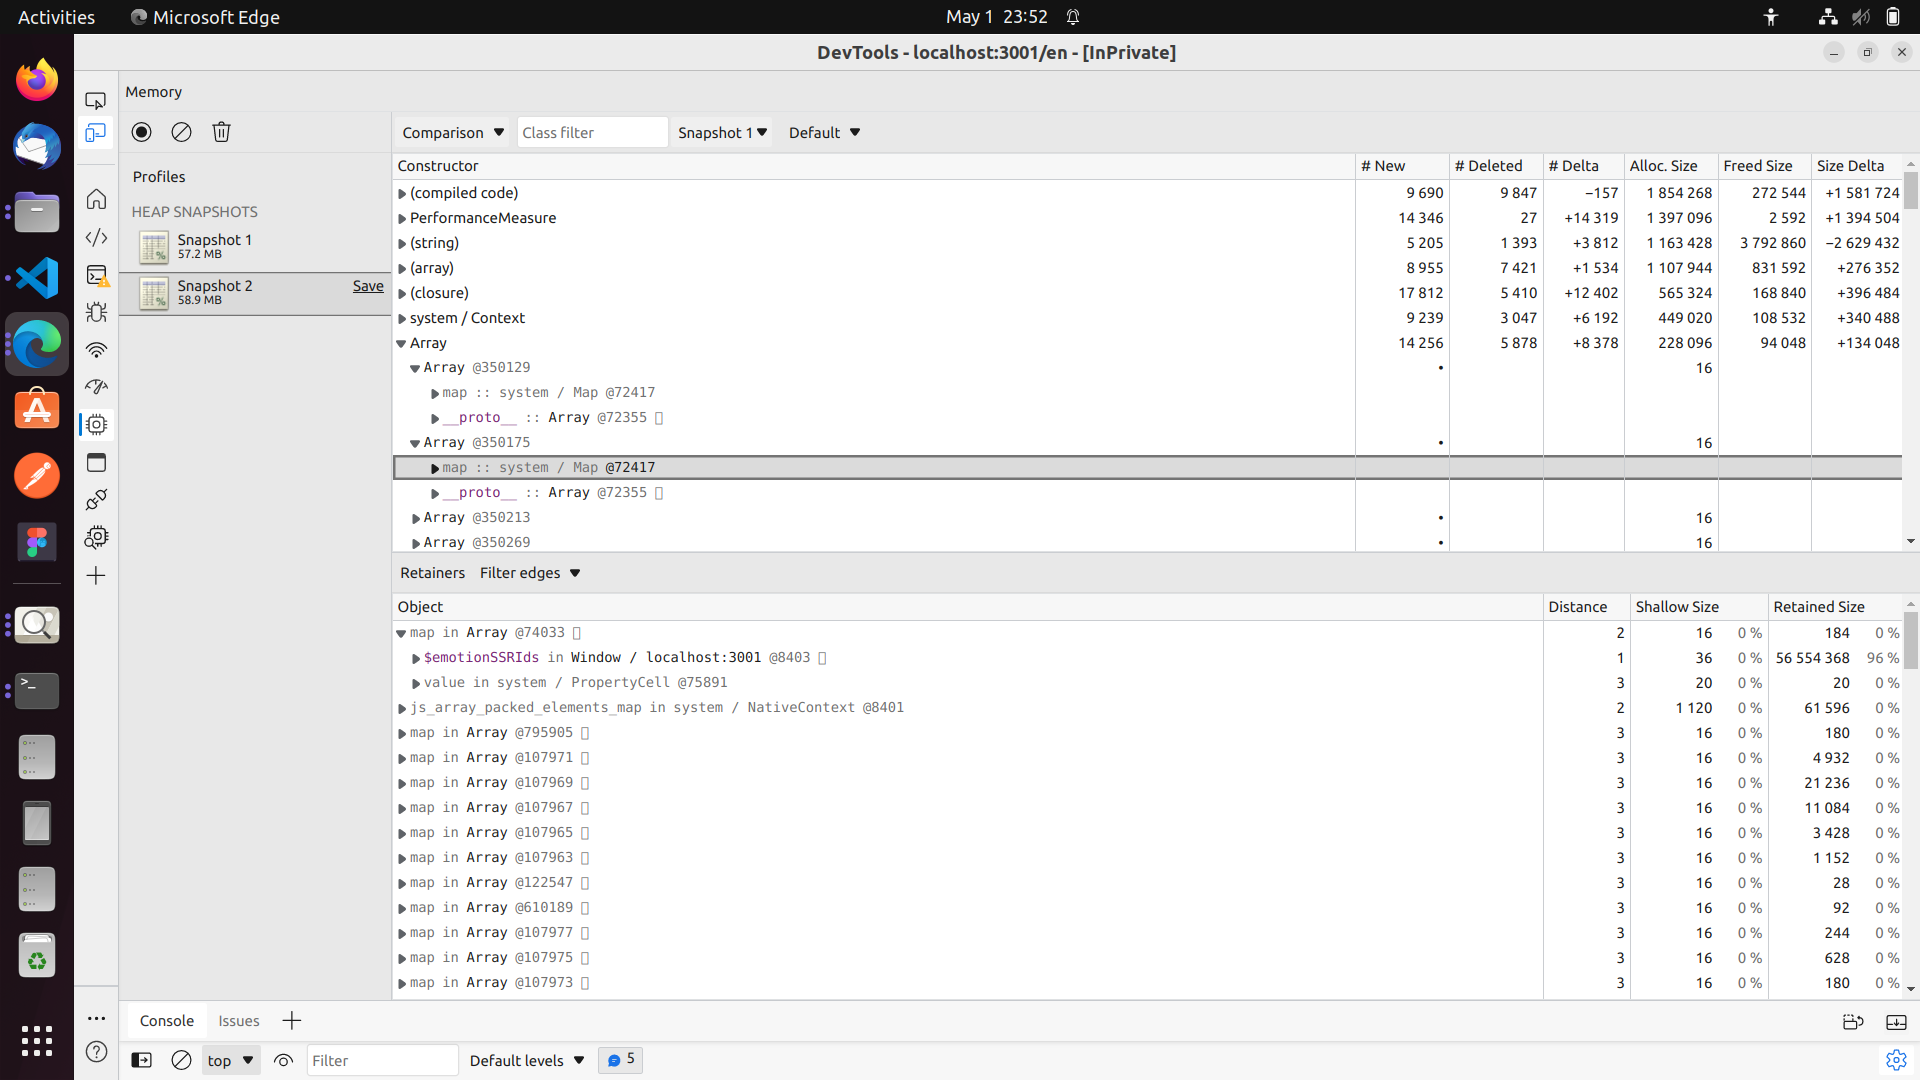 Activities
Microsoft Edge
May 1 23:52
DevTools - localhost:3001/en - [InPrivate]
Memory
Comparison
Class filter
Snapshot 1
Default
Profiles
HEAP SNAPSHOTS
Snapshot 1
57.2 MB
Snapshot 2
58.9 MB
Save
Constructor # New # Deleted # Delta Alloc. Size Freed Size Size Delta
(compiled code) 9 690 9 847 −157 1 854 268 272 544 +1 581 724
PerformanceMeasure 14 346 27 +14 319 1 397 096 2 592 +1 394 504
(string) 5 205 1 393 +3 812 1 163 428 3 792 860 −2 629 432
(array) 8 955 7 421 +1 534 1 107 944 831 592 +276 352
(closure) 17 812 5 410 +12 402 565 324 168 840 +396 484
system / Context 9 239 3 047 +6 192 449 020 108 532 +340 488
Array 14 256 5 878 +8 378 228 096 94 048 +134 048
Array @350129 • 16
map :: system / Map @72417
__proto__ :: Array @72355
Array @350175 • 16
map :: system / Map @72417
__proto__ :: Array @72355
Array @350213 • 16
Array @350269 • 16
Retainers Filter edges
Object Distance Shallow Size Retained Size
map in Array @74033 2 16 0 % 184 0 %
$emotionSSRIds in Window / localhost:3001 @8403 1 36 0 % 56 554 368 96 %
value in system / PropertyCell @75891 3 20 0 % 20 0 %
js_array_packed_elements_map in system / NativeContext @8401 2 1 120 0 % 61 596 0 %
map in Array @795905 3 16 0 % 180 0 %
map in Array @107971 3 16 0 % 4 932 0 %
map in Array @107969 3 16 0 % 21 236 0 %
map in Array @107967 3 16 0 % 11 084 0 %
map in Array @107965 3 16 0 % 3 428 0 %
map in Array @107963 3 16 0 % 1 152 0 %
map in Array @122547 3 16 0 % 28 0 %
map in Array @610189 3 16 0 % 92 0 %
map in Array @107977 3 16 0 % 244 0 %
map in Array @107975 3 16 0 % 628 0 %
map in Array @107973 3 16 0 % 180 0 %
Console Issues
top
Filter
Default levels
5